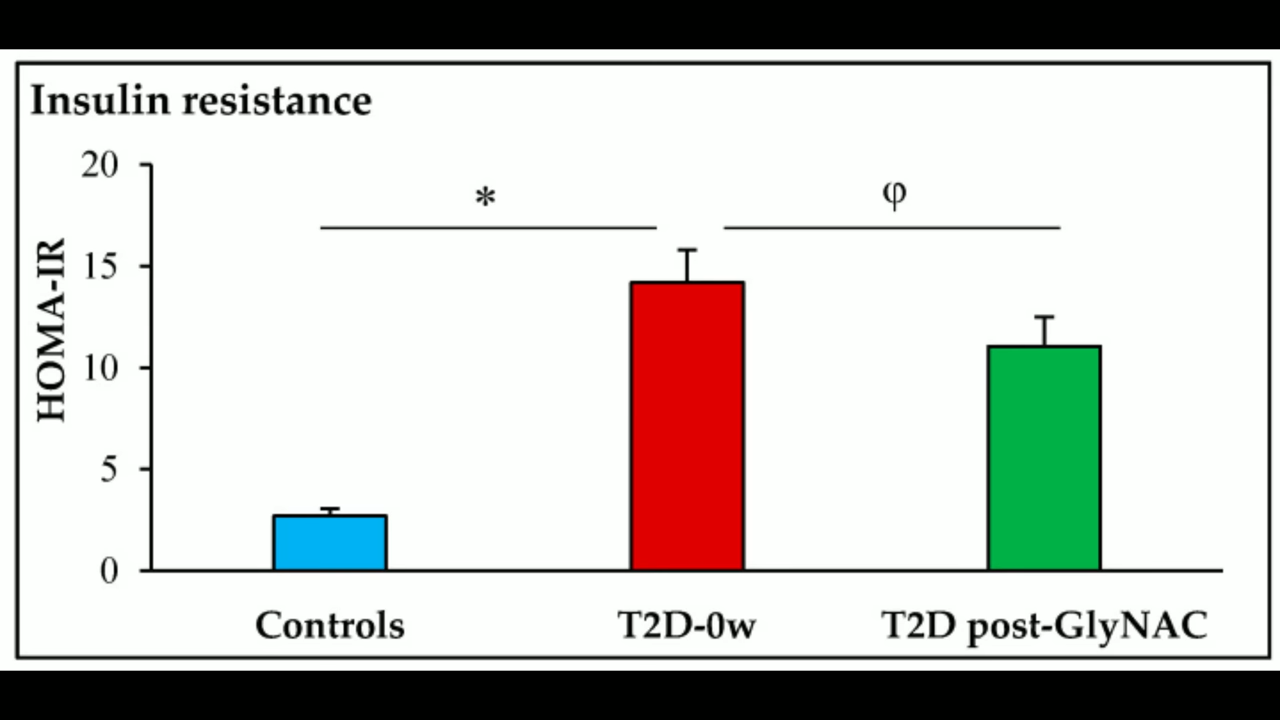 Insulin resistance
HOMA-IR
20
15
10
5
0
*
φ
Controls
T2D-0w
T2D post-GlyNAC